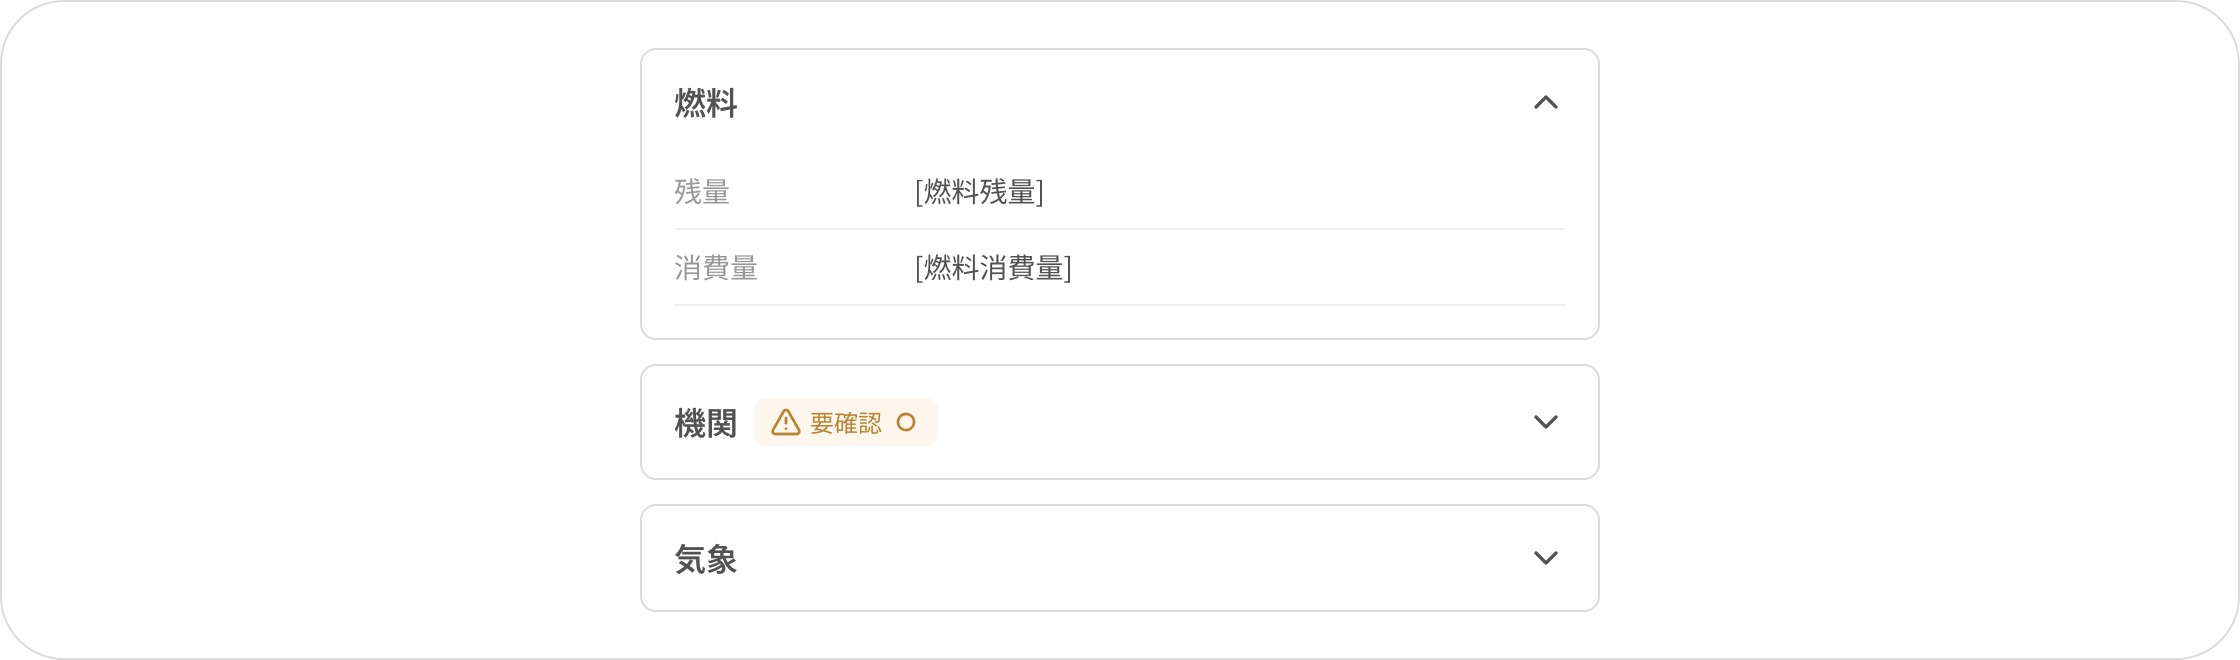 燃料
残量 [燃料残量]
消費量 [燃料消費量]
機関 要確認
気象